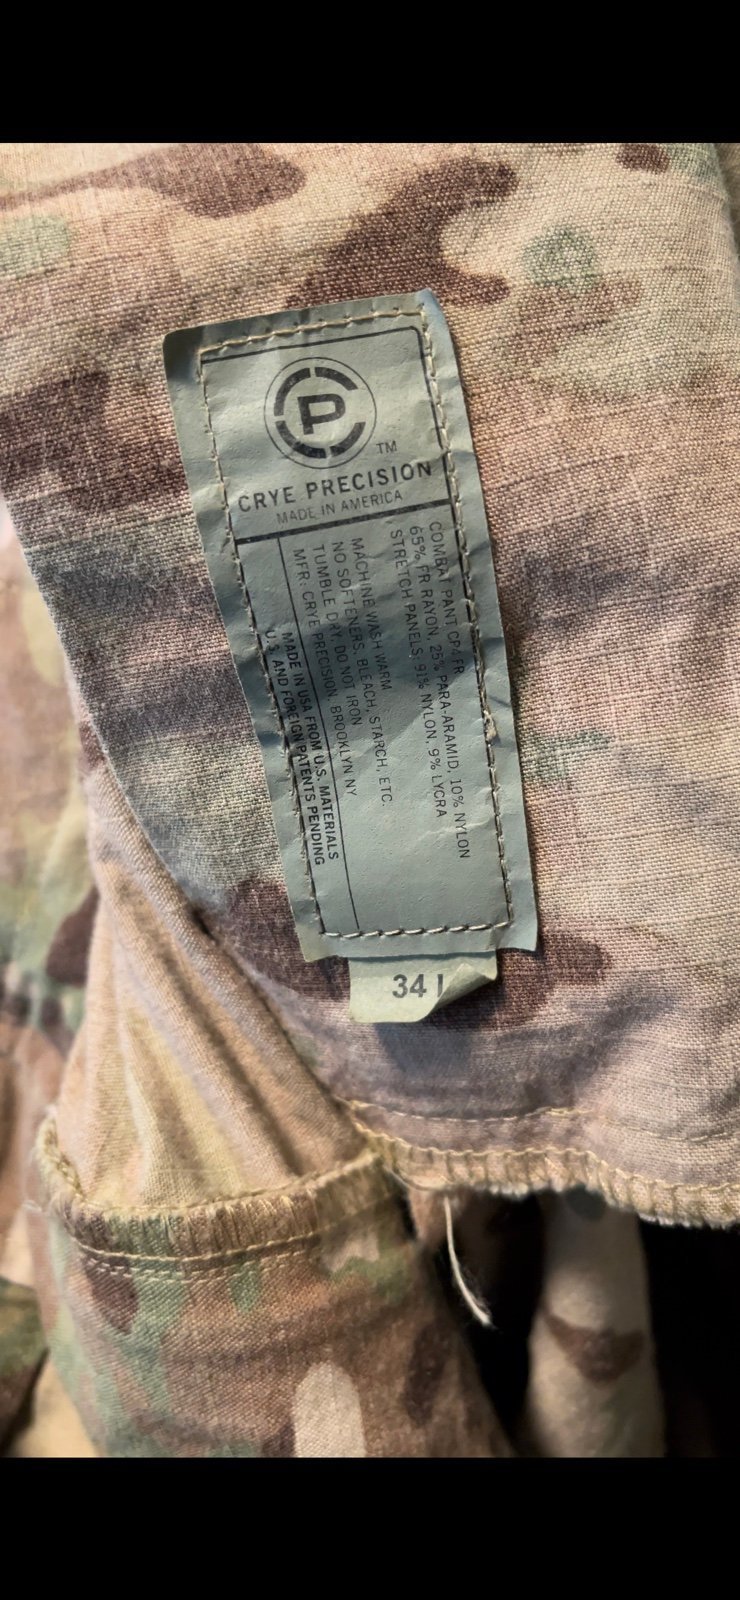 P
TM
CRYE PRECISION
MADE IN AMERICA
COMBAT PANT CP4 FR
65% FR RAYON, 25% PARA-ARAMID, 10% NYLON
STRETCH PANELS: 91% NYLON, 9% LYCRA
MACHINE WASH WARM
NO SOFTENERS, BLEACH, STARCH, ETC.
TUMBLE DRY, DO NOT IRON
MFR: CRYE PRECISION, BROOKLYN NY
MADE IN USA FROM U.S. MATERIALS
U.S. AND FOREIGN PATENTS PENDING
34